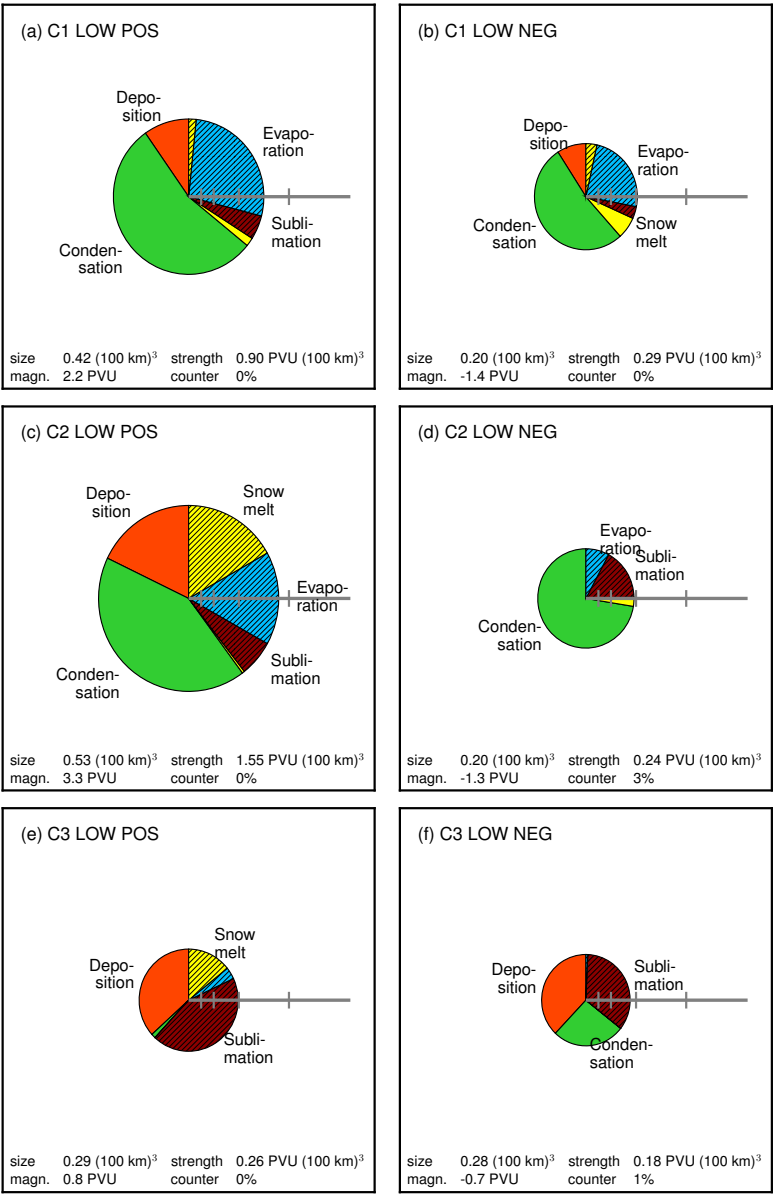 (a) C1 LOW POS
Depo-
sition
Evapo-
ration
Subli-
mation
Conden-
sation
size 0.42 (100 km)³ strength 0.90 PVU (100 km)³
magn. 2.2 PVU counter 0%
(b) C1 LOW NEG
Depo-
sition
Evapo-
ration
Snow
melt
Conden-
sation
size 0.20 (100 km)³ strength 0.29 PVU (100 km)³
magn. -1.4 PVU counter 0%
(c) C2 LOW POS
Depo-
sition
Snow
melt
Evapo-
ration
Subli-
mation
Conden-
sation
size 0.53 (100 km)³ strength 1.55 PVU (100 km)³
magn. 3.3 PVU counter 0%
(d) C2 LOW NEG
Evapo-
ration
Subli-
mation
Conden-
sation
size 0.20 (100 km)³ strength 0.24 PVU (100 km)³
magn. -1.3 PVU counter 3%
(e) C3 LOW POS
Depo-
sition
Snow
melt
Subli-
mation
size 0.29 (100 km)³ strength 0.26 PVU (100 km)³
magn. 0.8 PVU counter 0%
(f) C3 LOW NEG
Depo-
sition
Subli-
mation
Conden-
sation
size 0.28 (100 km)³ strength 0.18 PVU (100 km)³
magn. -0.7 PVU counter 1%